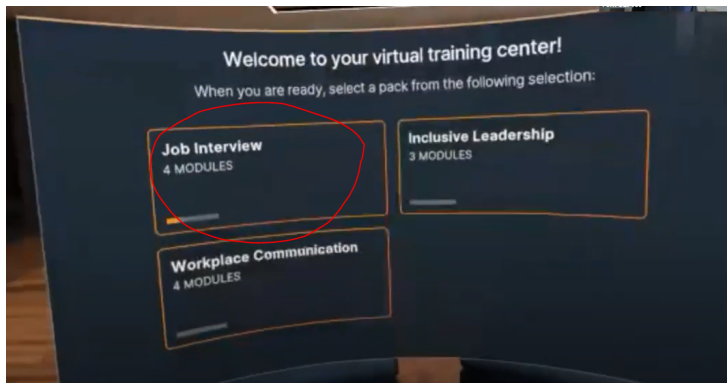 Welcome to your virtual training center!
When you are ready, select a pack from the following selection:
Job Interview
4 MODULES
Inclusive Leadership
3 MODULES
Workplace Communication
4 MODULES